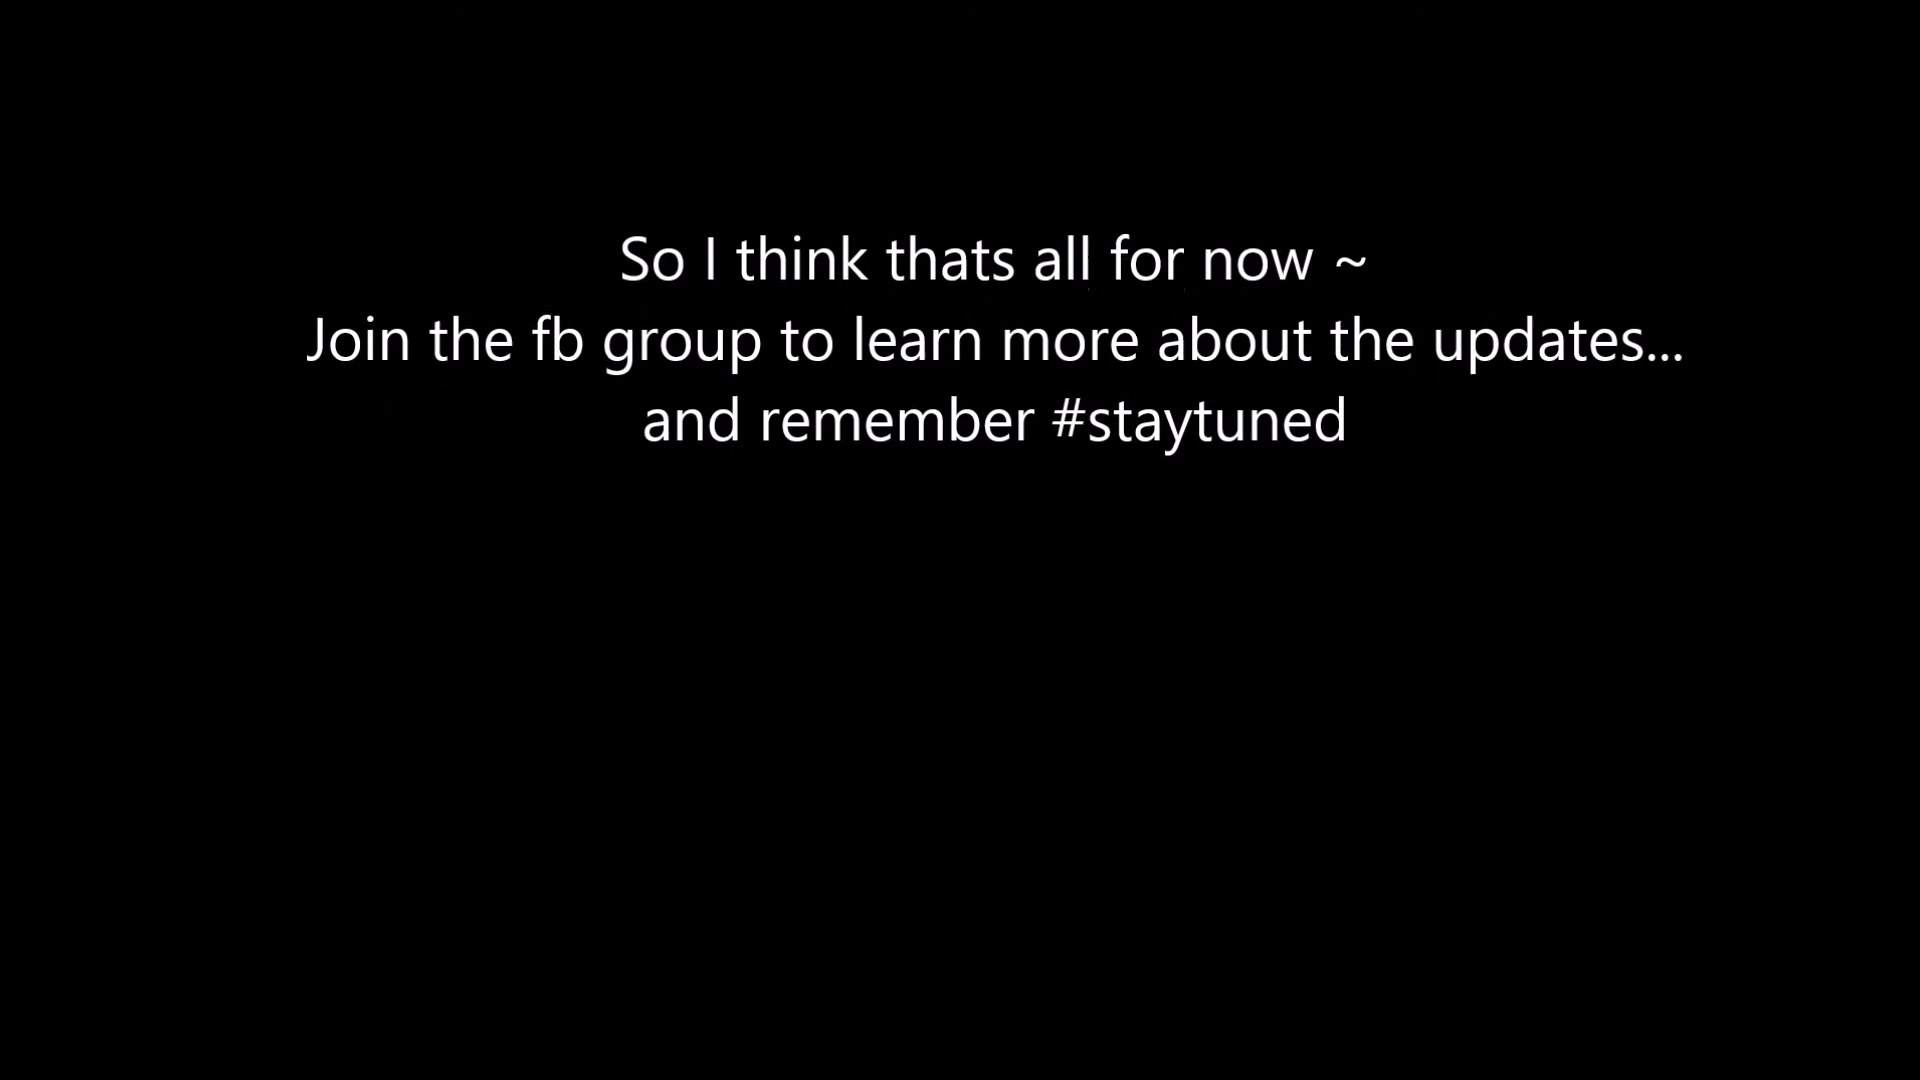 So I think thats all for now ~
Join the fb group to learn more about the updates...
and remember #staytuned